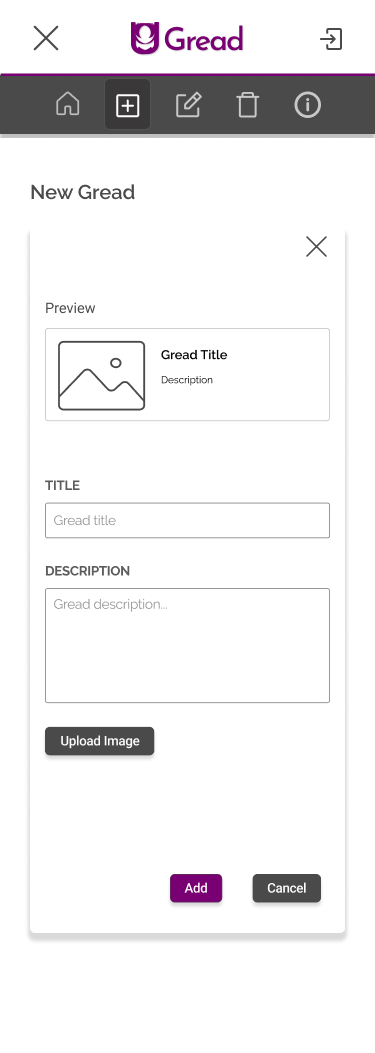 Gread
New Gread
Preview
Gread Title
Description
TITLE
Gread title
DESCRIPTION
Gread description...
Upload Image
Add
Cancel